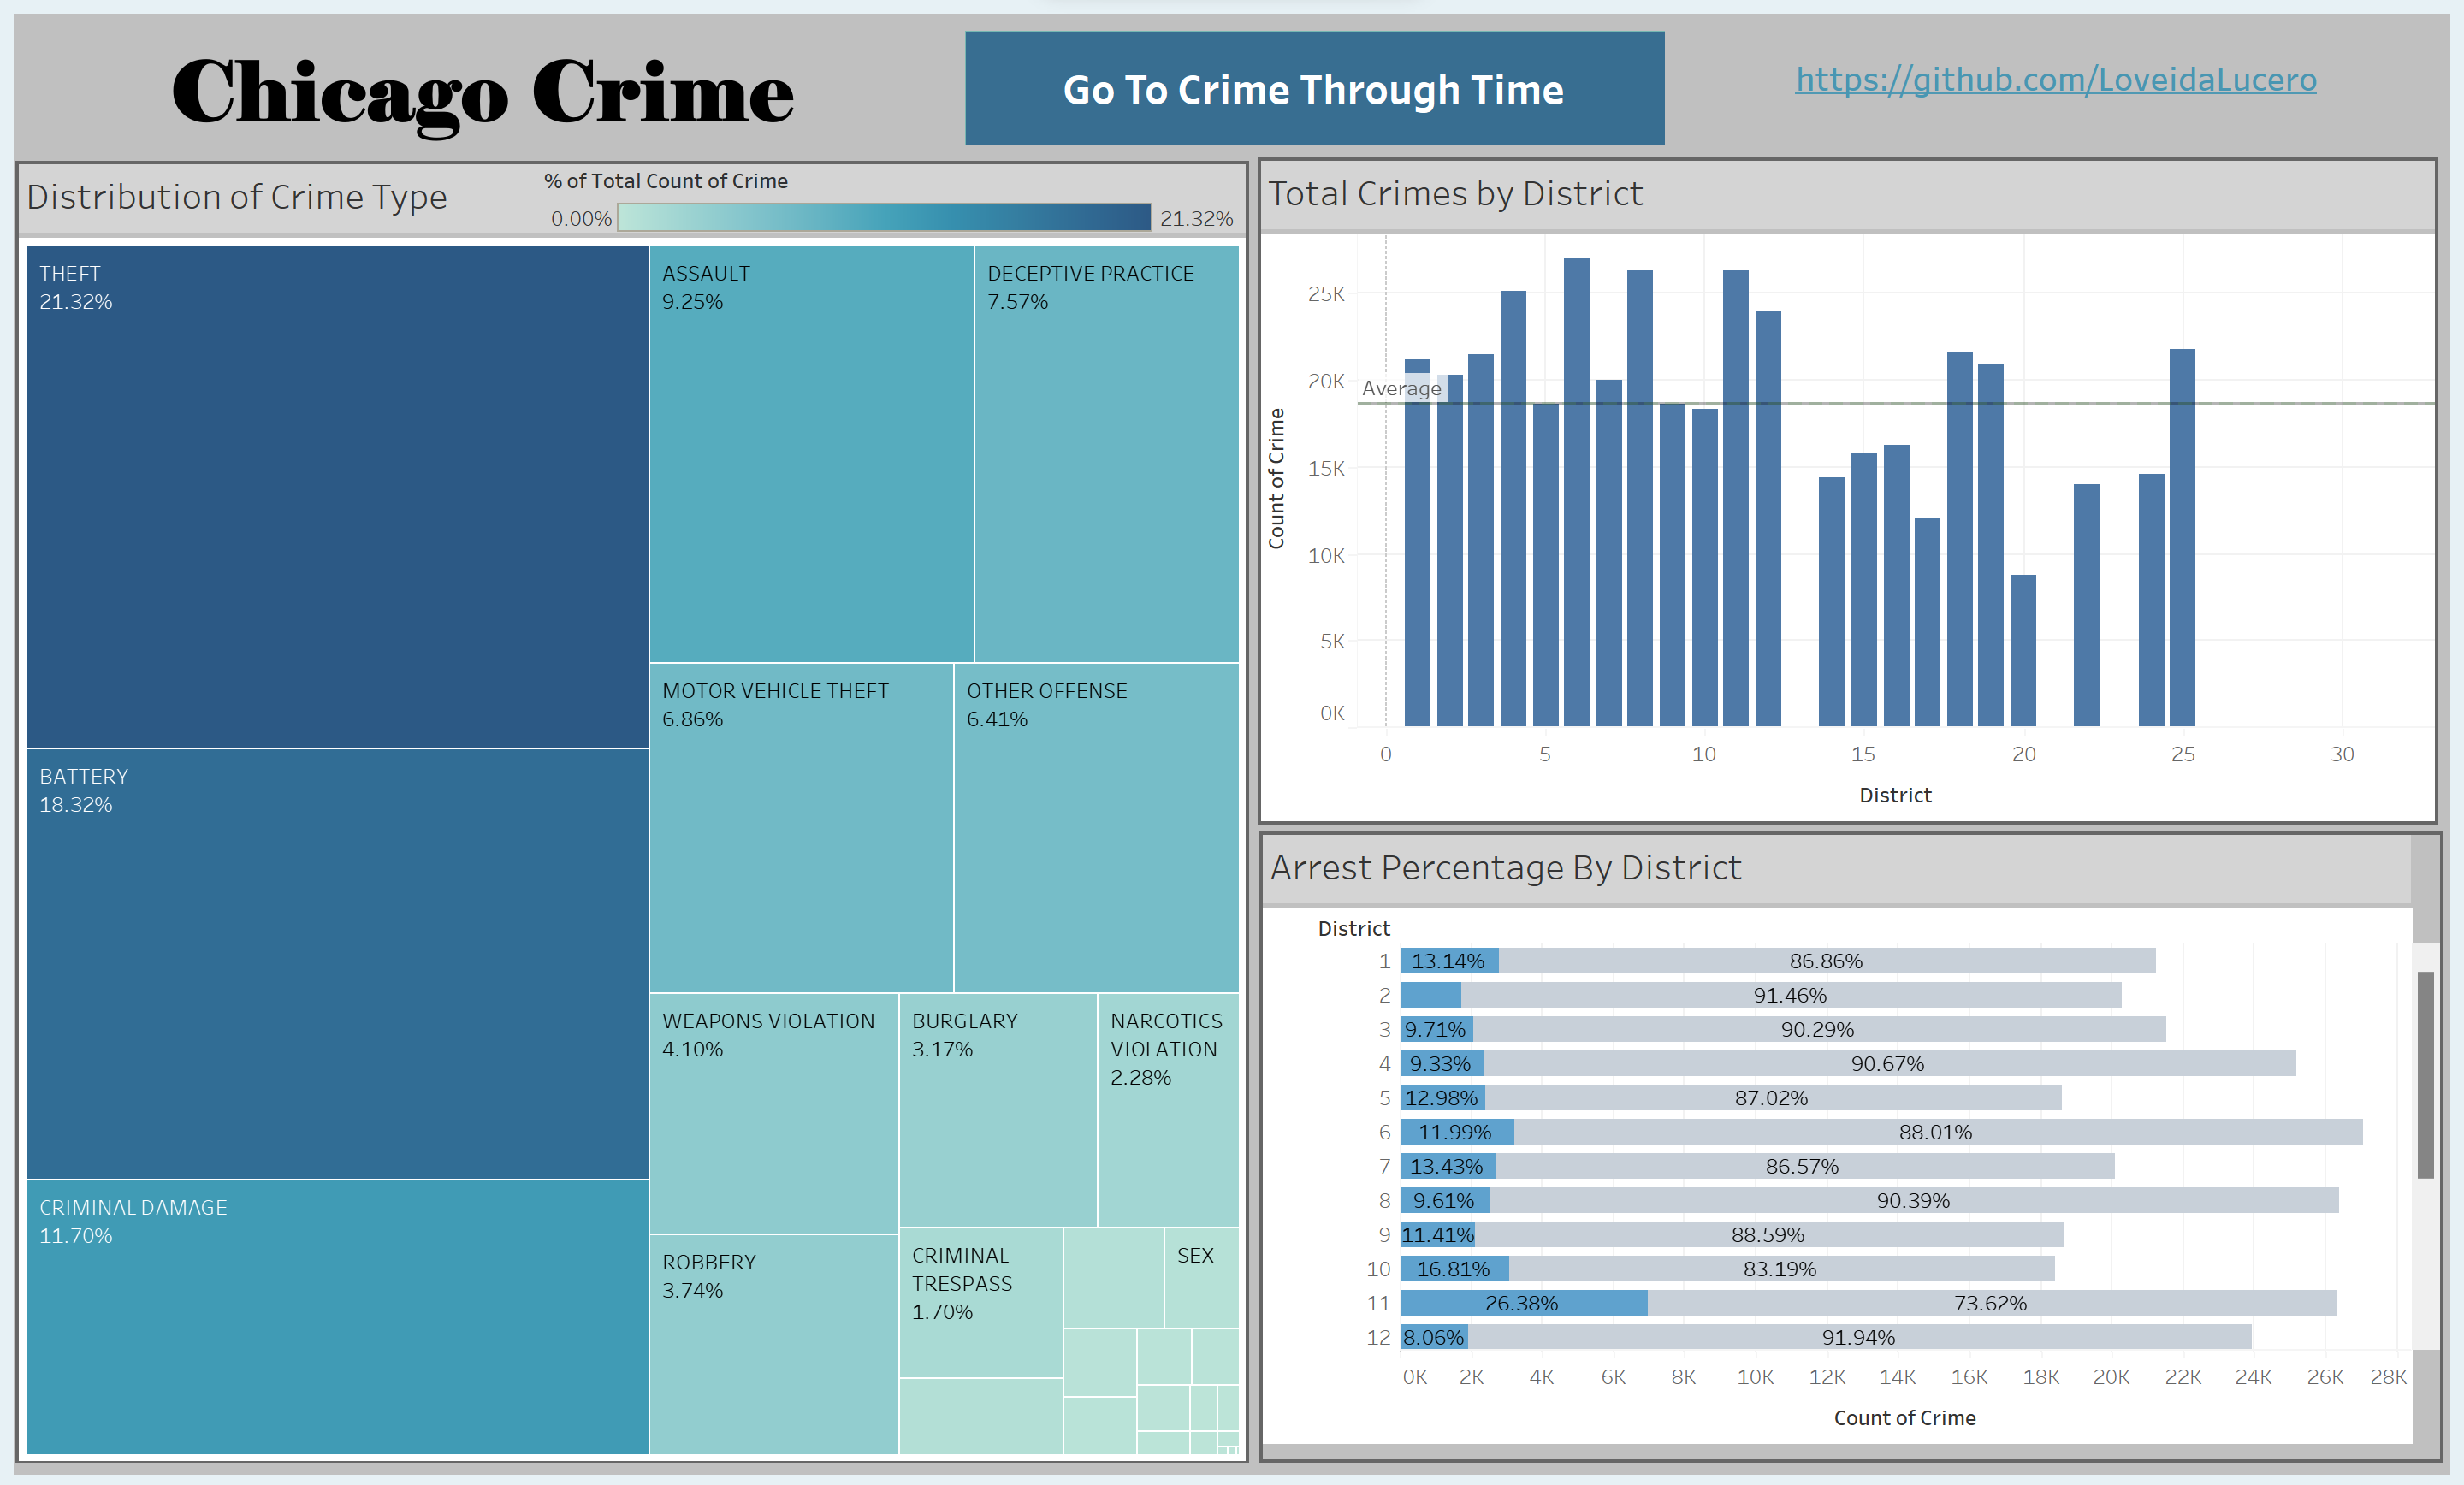 Chicago Crime
Go To Crime Through Time
https://github.com/LoveidaLucero
Distribution of Crime Type
% of Total Count of Crime
0.00%
21.32%
THEFT
21.32%
BATTERY
18.32%
CRIMINAL DAMAGE
11.70%
ASSAULT
9.25%
DECEPTIVE PRACTICE
7.57%
MOTOR VEHICLE THEFT
6.86%
OTHER OFFENSE
6.41%
WEAPONS VIOLATION
4.10%
BURGLARY
3.17%
NARCOTICS
VIOLATION
2.28%
ROBBERY
3.74%
CRIMINAL
TRESPASS
1.70%
SEX
Total Crimes by District
Count of Crime
25K
20K
15K
10K
5K
0K
Average
0 5 10 15 20 25 30
District
Arrest Percentage By District
District
1 13.14% 86.86%
2 91.46%
3 9.71% 90.29%
4 9.33% 90.67%
5 12.98% 87.02%
6 11.99% 88.01%
7 13.43% 86.57%
8 9.61% 90.39%
9 11.41% 88.59%
10 16.81% 83.19%
11 26.38% 73.62%
12 8.06% 91.94%
0K 2K 4K 6K 8K 10K 12K 14K 16K 18K 20K 22K 24K 26K 28K
Count of Crime